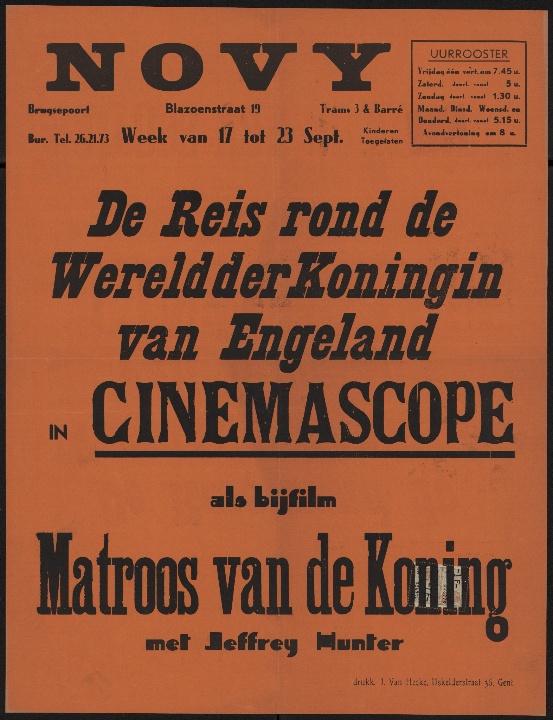 NOVY
Brugsepoort Blazoenstraat 19 Trams 3 & Barré
Bur. Tel. 26.21.73 Week van 17 tot 23 Sept. Kinderen Toegelaten
UURROOSTER
Vrijdag één vert. om 7.45 u.
Zaterd. doorl. vanaf 5 u.
Zondag doorl. vanaf 1.30 u.
Maand. Dinsd. Woensd. en
Donderd. doorl. vanaf 5.15 u.
Avondvertoning om 8 u.
De Reis rond de
Wereld der Koningin
van Engeland
IN CINEMASCOPE
als bijfilm
Matroos van de Koning
met Jeffrey Hunter
drukk. J. Van Hecke, IJskelderstraat 36, Gent